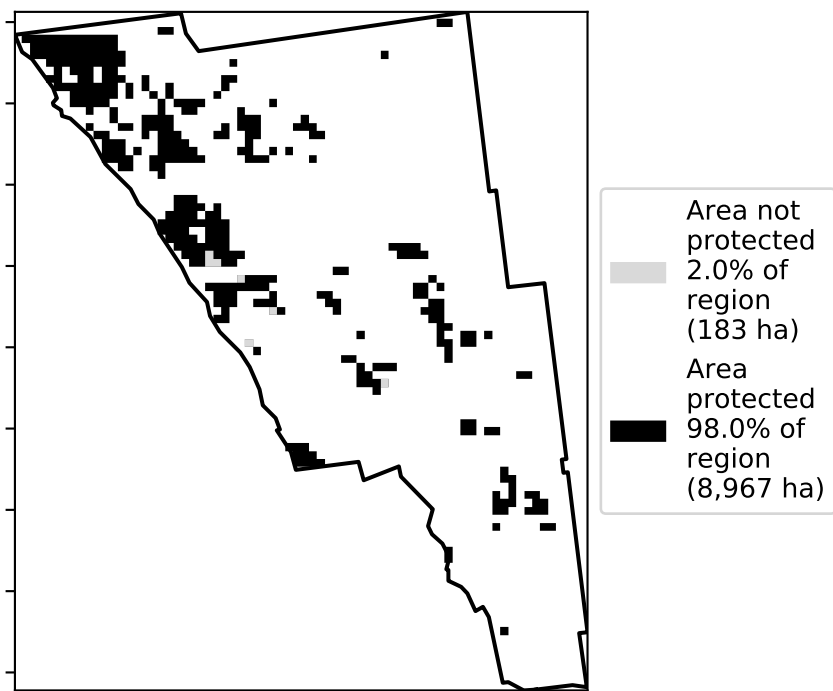 Area not
protected
2.0% of
region
(183 ha)
Area
protected
98.0% of
region
(8,967 ha)